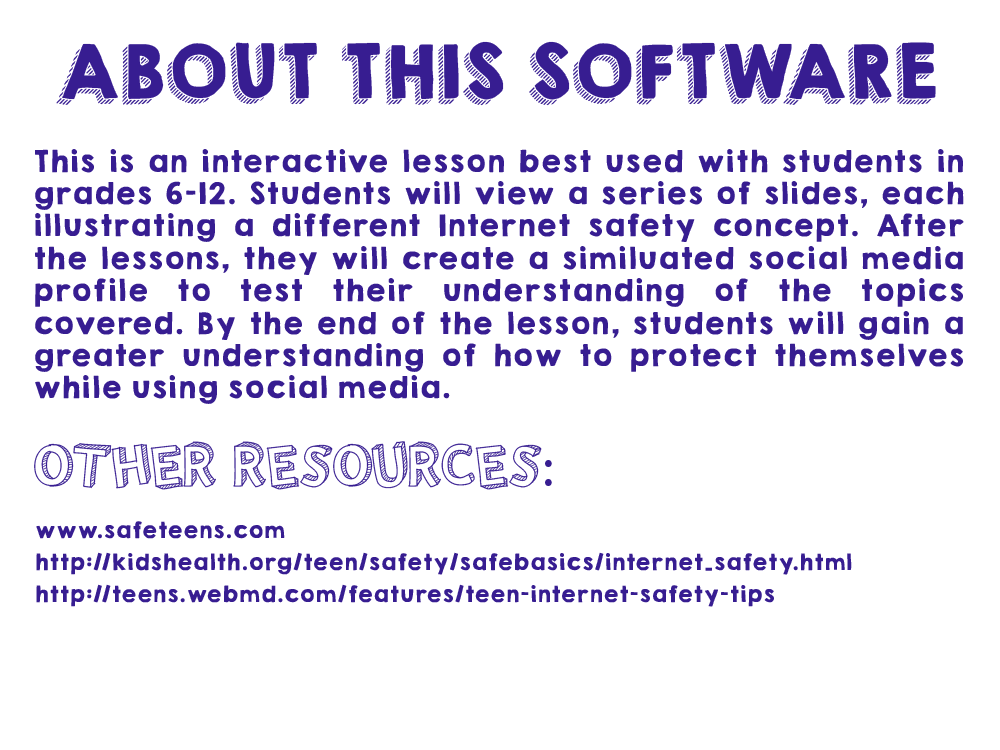 ABOUT THIS SOFTWARE
This is an interactive lesson best used with students in
grades 6-12. Students will view a series of slides, each
illustrating a different Internet safety concept. After
the lessons, they will create a similuated social media
profile to test their understanding of the topics
covered. By the end of the lesson, students will gain a
greater understanding of how to protect themselves
while using social media.
OTHER RESOURCES:
www.safeteens.com
http://kidshealth.org/teen/safety/safebasics/internet_safety.html
http://teens.webmd.com/features/teen-internet-safety-tips